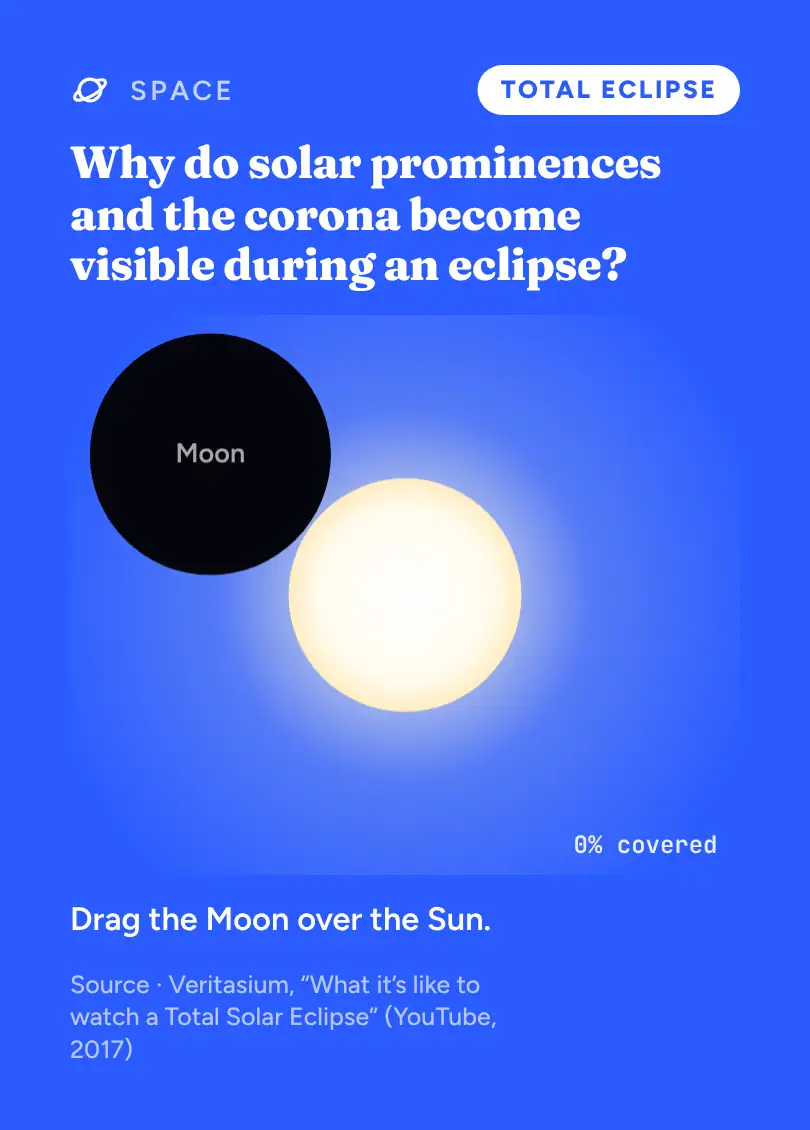 SPACE
TOTAL ECLIPSE
Why do solar prominences
and the corona become
visible during an eclipse?
Moon
0% covered
Drag the Moon over the Sun.
Source · Veritasium, “What it’s like to
watch a Total Solar Eclipse” (YouTube,
2017)